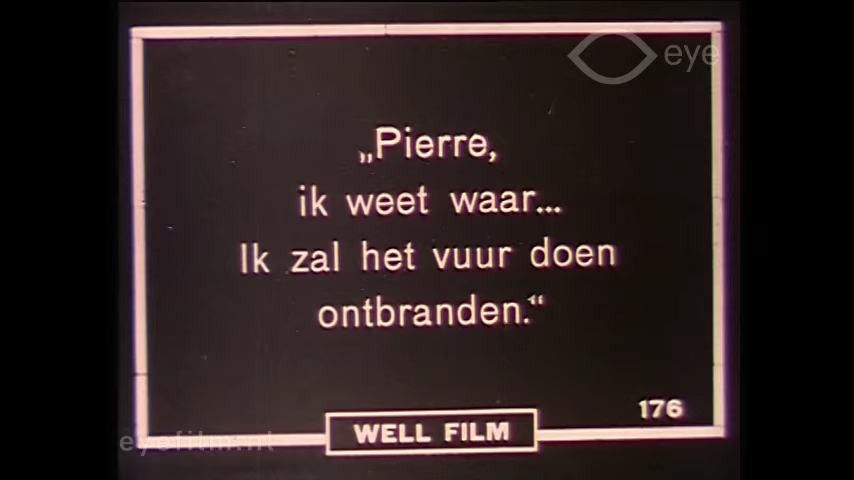 eye
„Pierre,
ik weet waar...
Ik zal het vuur doen
ontbranden.“
176
WELL FILM
eyefilm.nl